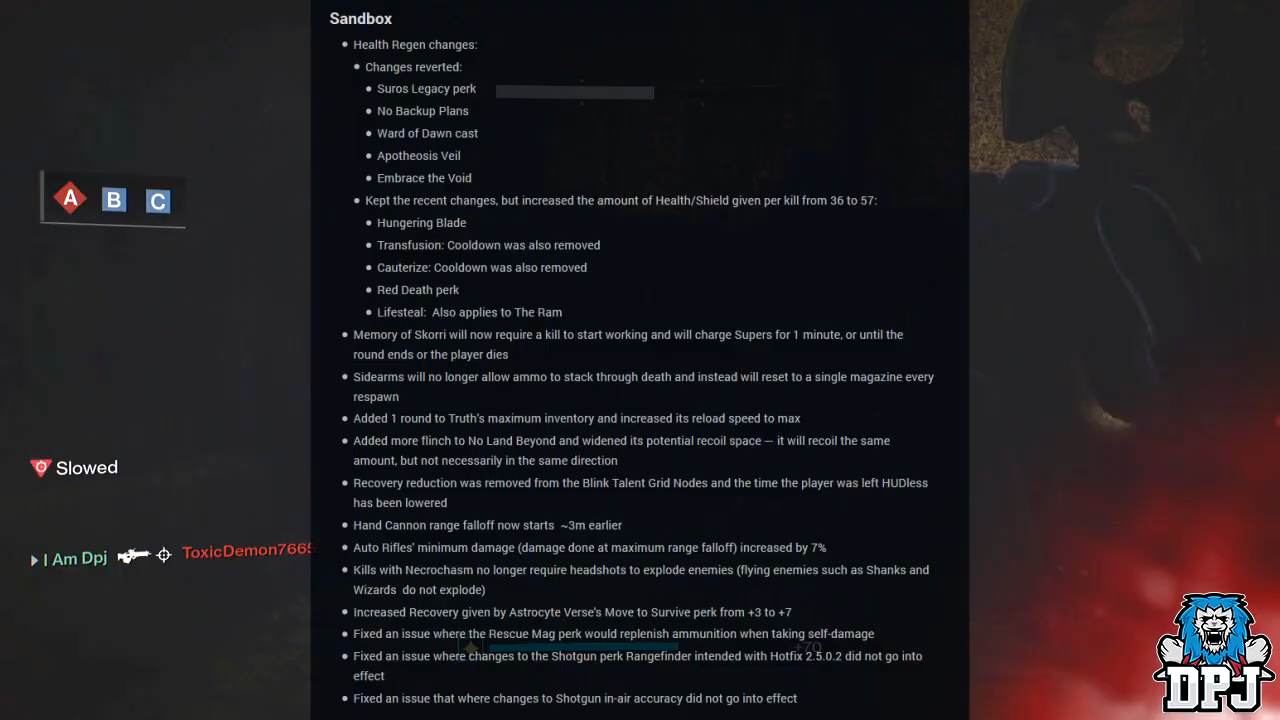 Sandbox
Health Regen changes:
Changes reverted:
Suros Legacy perk
No Backup Plans
Ward of Dawn cast
Apotheosis Veil
Embrace the Void
Kept the recent changes, but increased the amount of Health/Shield given per kill from 36 to 57:
Hungering Blade
Transfusion: Cooldown was also removed
Cauterize: Cooldown was also removed
Red Death perk
Lifesteal: Also applies to The Ram
Memory of Skorri will now require a kill to start working and will charge Supers for 1 minute, or until the
round ends or the player dies
Sidearms will no longer allow ammo to stack through death and instead will reset to a single magazine every
respawn
Added 1 round to Truth's maximum inventory and increased its reload speed to max
Added more flinch to No Land Beyond and widened its potential recoil space — it will recoil the same
amount, but not necessarily in the same direction
Recovery reduction was removed from the Blink Talent Grid Nodes and the time the player was left HUDless
has been lowered
Hand Cannon range falloff now starts ~3m earlier
Auto Rifles' minimum damage (damage done at maximum range falloff) increased by 7%
Kills with Necrochasm no longer require headshots to explode enemies (flying enemies such as Shanks and
Wizards do not explode)
Increased Recovery given by Astrocyte Verse's Move to Survive perk from +3 to +7
Fixed an issue where the Rescue Mag perk would replenish ammunition when taking self-damage
Fixed an issue where changes to the Shotgun perk Rangefinder intended with Hotfix 2.5.0.2 did not go into
effect
Fixed an issue that where changes to Shotgun in-air accuracy did not go into effect
A B C
Slowed
I Am Dpj ToxicDemon7665
+70
DPJ